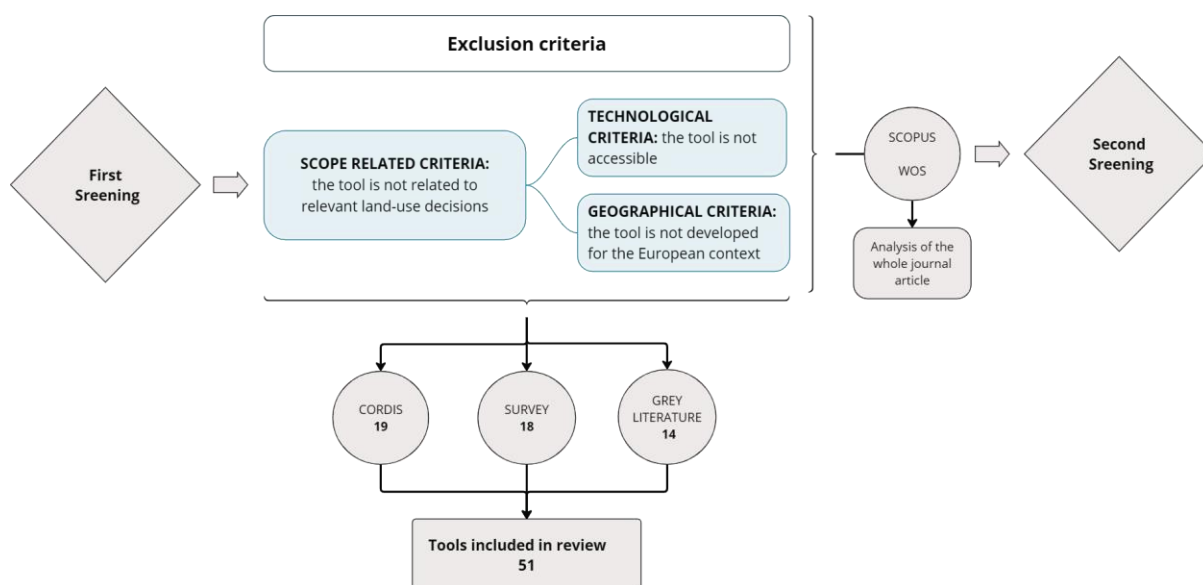 Exclusion criteria
First
Sreening
SCOPE RELATED CRITERIA:
the tool is not related to
relevant land-use decisions
TECHNOLOGICAL
CRITERIA: the tool is not
accessible
GEOGRAPHICAL CRITERIA:
the tool is not developed
for the European context
SCOPUS
WOS
Analysis of the
whole journal
article
Second
Sreening
CORDIS
19
SURVEY
18
GREY
LITERATURE
14
Tools included in review
51